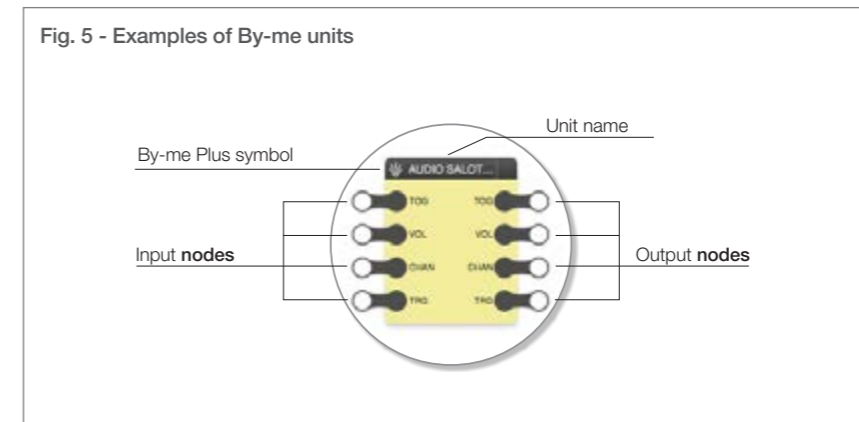 Fig. 5 - Examples of By-me units
Unit name
By-me Plus symbol
AUDIO SALOT...
TOG TOG
VOL VOL
Input nodes
Output nodes
CHAN CHAN
TRG TRG